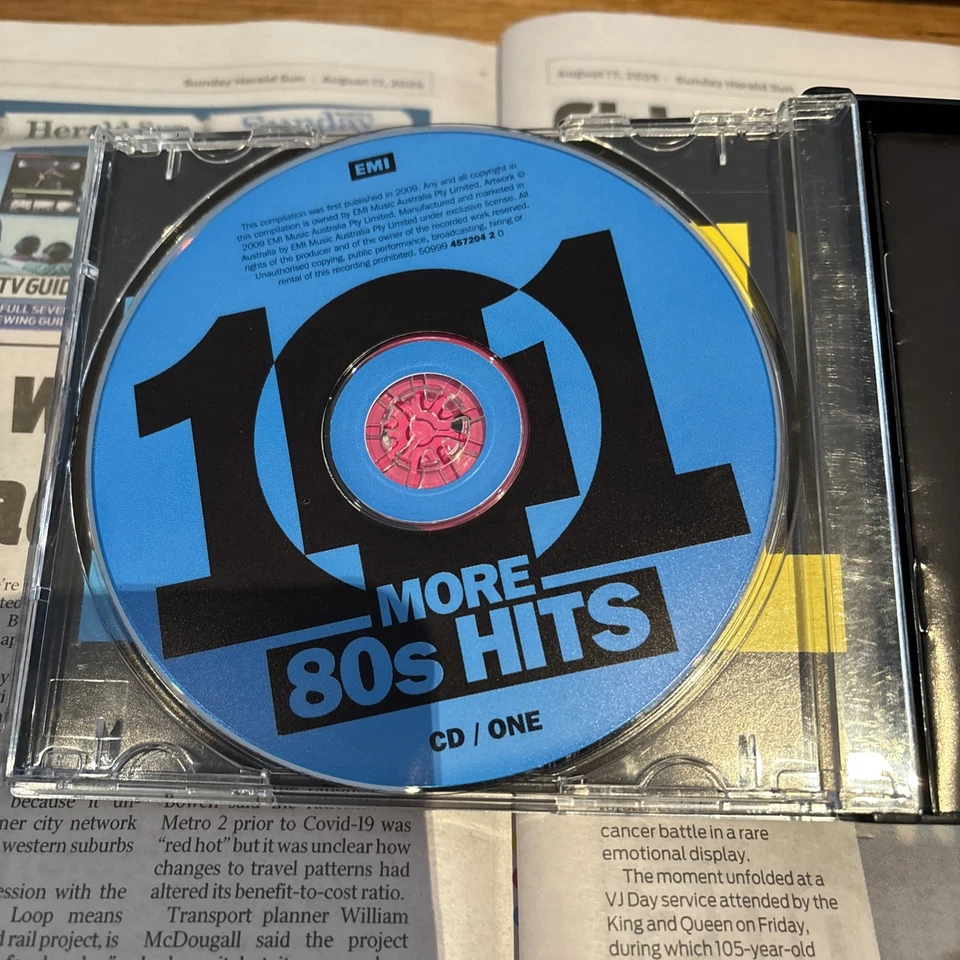 Sunday Herald Sun August 17, 2025
August 17, 2025 Sunday Herald Sun
Herald Sun
Sunday
TV GUID
FULL SEVE
EWING GUI
EMI
This compilation was first published in 2009. Any and all copyright in
this compilation is owned by EMI Music Australia Pty Limited. Artwork ©
2009 EMI Music Australia Pty Limited. Manufactured and marketed in
Australia by EMI Music Australia Pty Limited under exclusive license. All
rights of the producer and of the owner of the recorded work reserved.
Unauthorised copying, public performance, broadcasting, hiring or
rental of this recording prohibited. 50999 457204 2 0
101
MORE
80s HITS
CD / ONE
because it un-
ner city network
western suburbs
ession with the
Loop means
d rail project, is
Metro 2 prior to Covid-19 was
"red hot" but it was unclear how
changes to travel patterns had
altered its benefit-to-cost ratio.
Transport planner William
McDougall said the project
cancer battle in a rare
emotional display.
The moment unfolded at a
VJ Day service attended by the
King and Queen on Friday,
during which 105-year-old